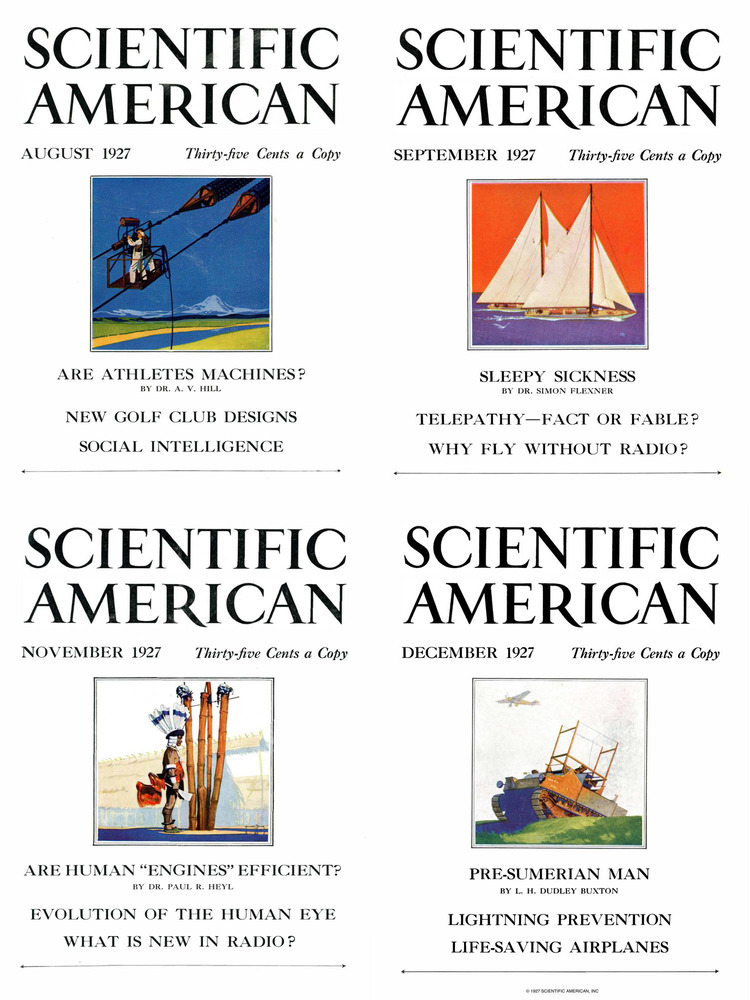 SCIENTIFIC
AMERICAN
AUGUST 1927 Thirty-five Cents a Copy
ARE ATHLETES MACHINES?
BY DR. A. V. HILL
NEW GOLF CLUB DESIGNS
SOCIAL INTELLIGENCE
SCIENTIFIC
AMERICAN
SEPTEMBER 1927 Thirty-five Cents a Copy
SLEEPY SICKNESS
BY DR. SIMON FLEXNER
TELEPATHY—FACT OR FABLE?
WHY FLY WITHOUT RADIO?
SCIENTIFIC
AMERICAN
NOVEMBER 1927 Thirty-five Cents a Copy
ARE HUMAN “ENGINES” EFFICIENT?
BY DR. PAUL R. HEYL
EVOLUTION OF THE HUMAN EYE
WHAT IS NEW IN RADIO?
SCIENTIFIC
AMERICAN
DECEMBER 1927 Thirty-five Cents a Copy
PRE-SUMERIAN MAN
BY L. H. DUDLEY BUXTON
LIGHTNING PREVENTION
LIFE-SAVING AIRPLANES
© 1927 SCIENTIFIC AMERICAN, INC